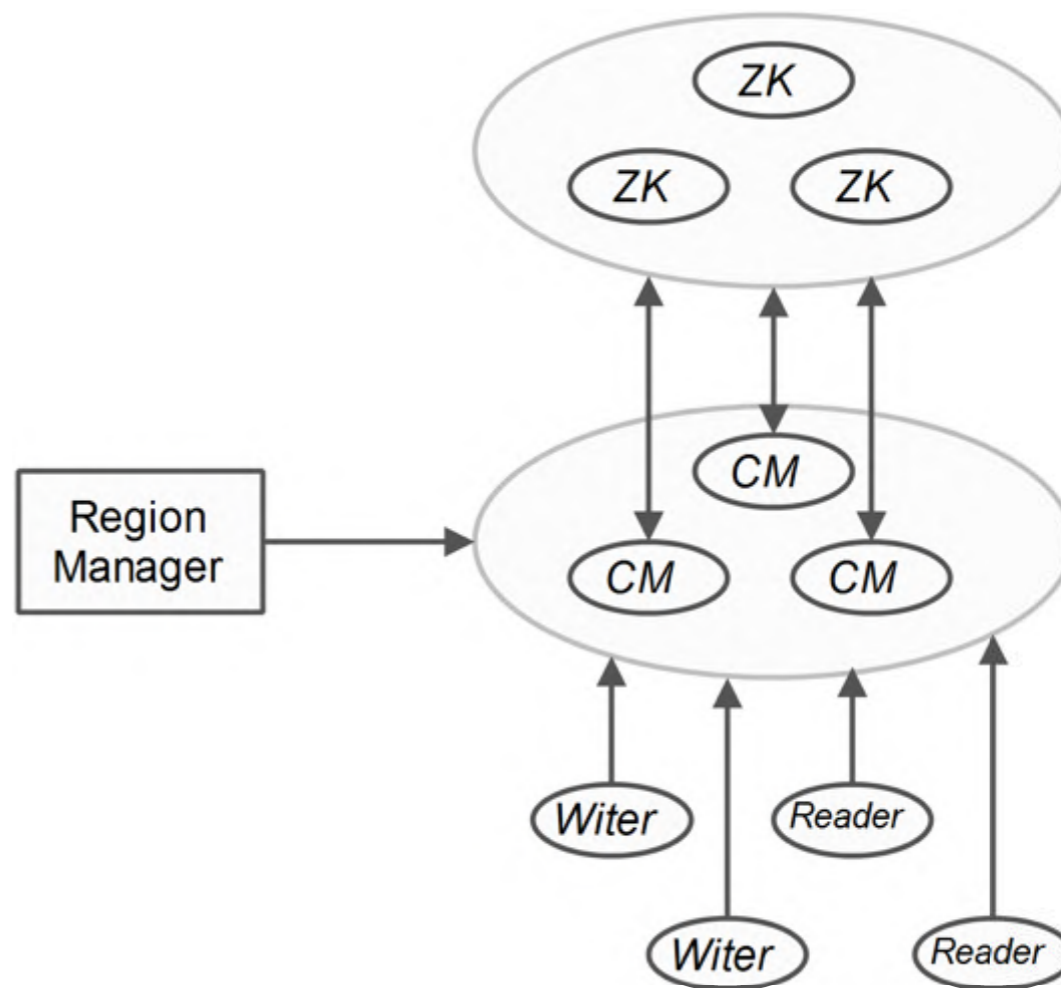 ZK
ZK
ZK
CM
Region
Manager
CM
CM
Witer
Reader
Witer
Reader